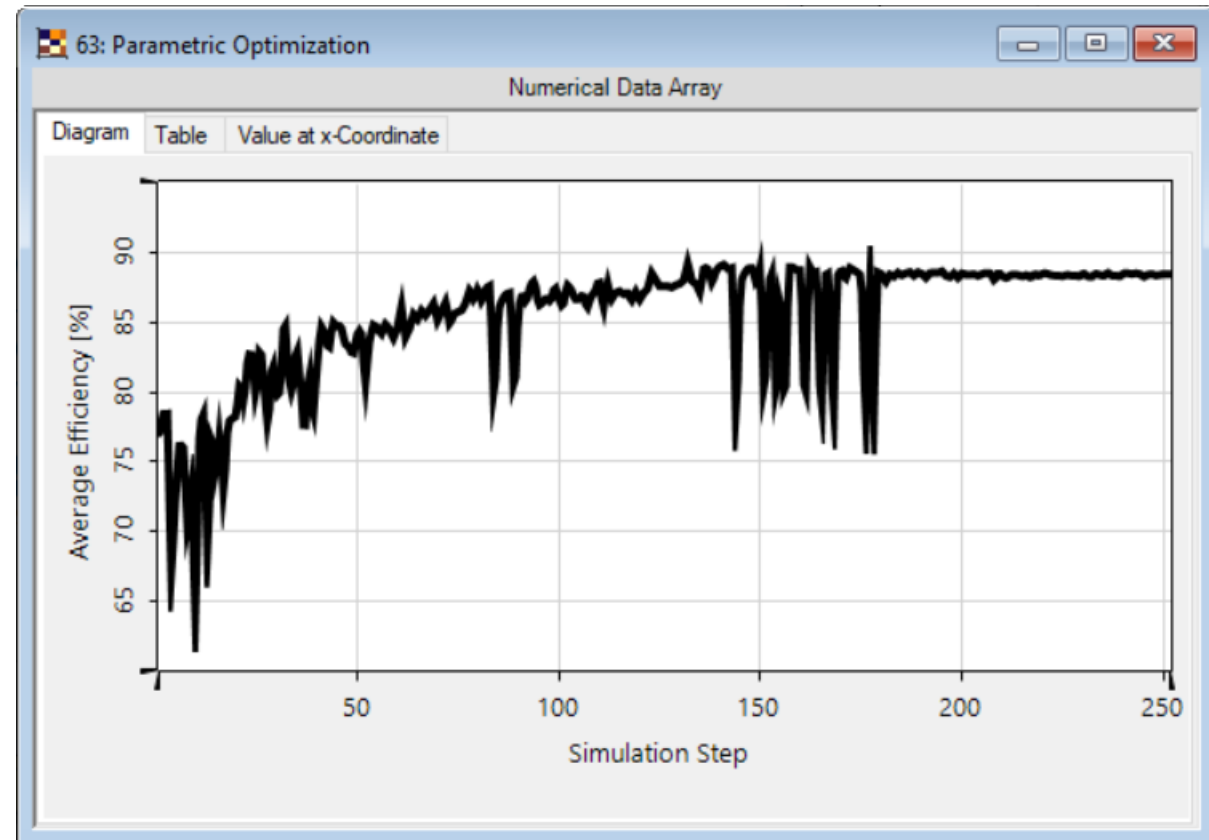 63: Parametric Optimization
Numerical Data Array
Diagram Table Value at x-Coordinate
Average Efficiency [%]
90
85
80
75
70
65
50 100 150 200 250
Simulation Step